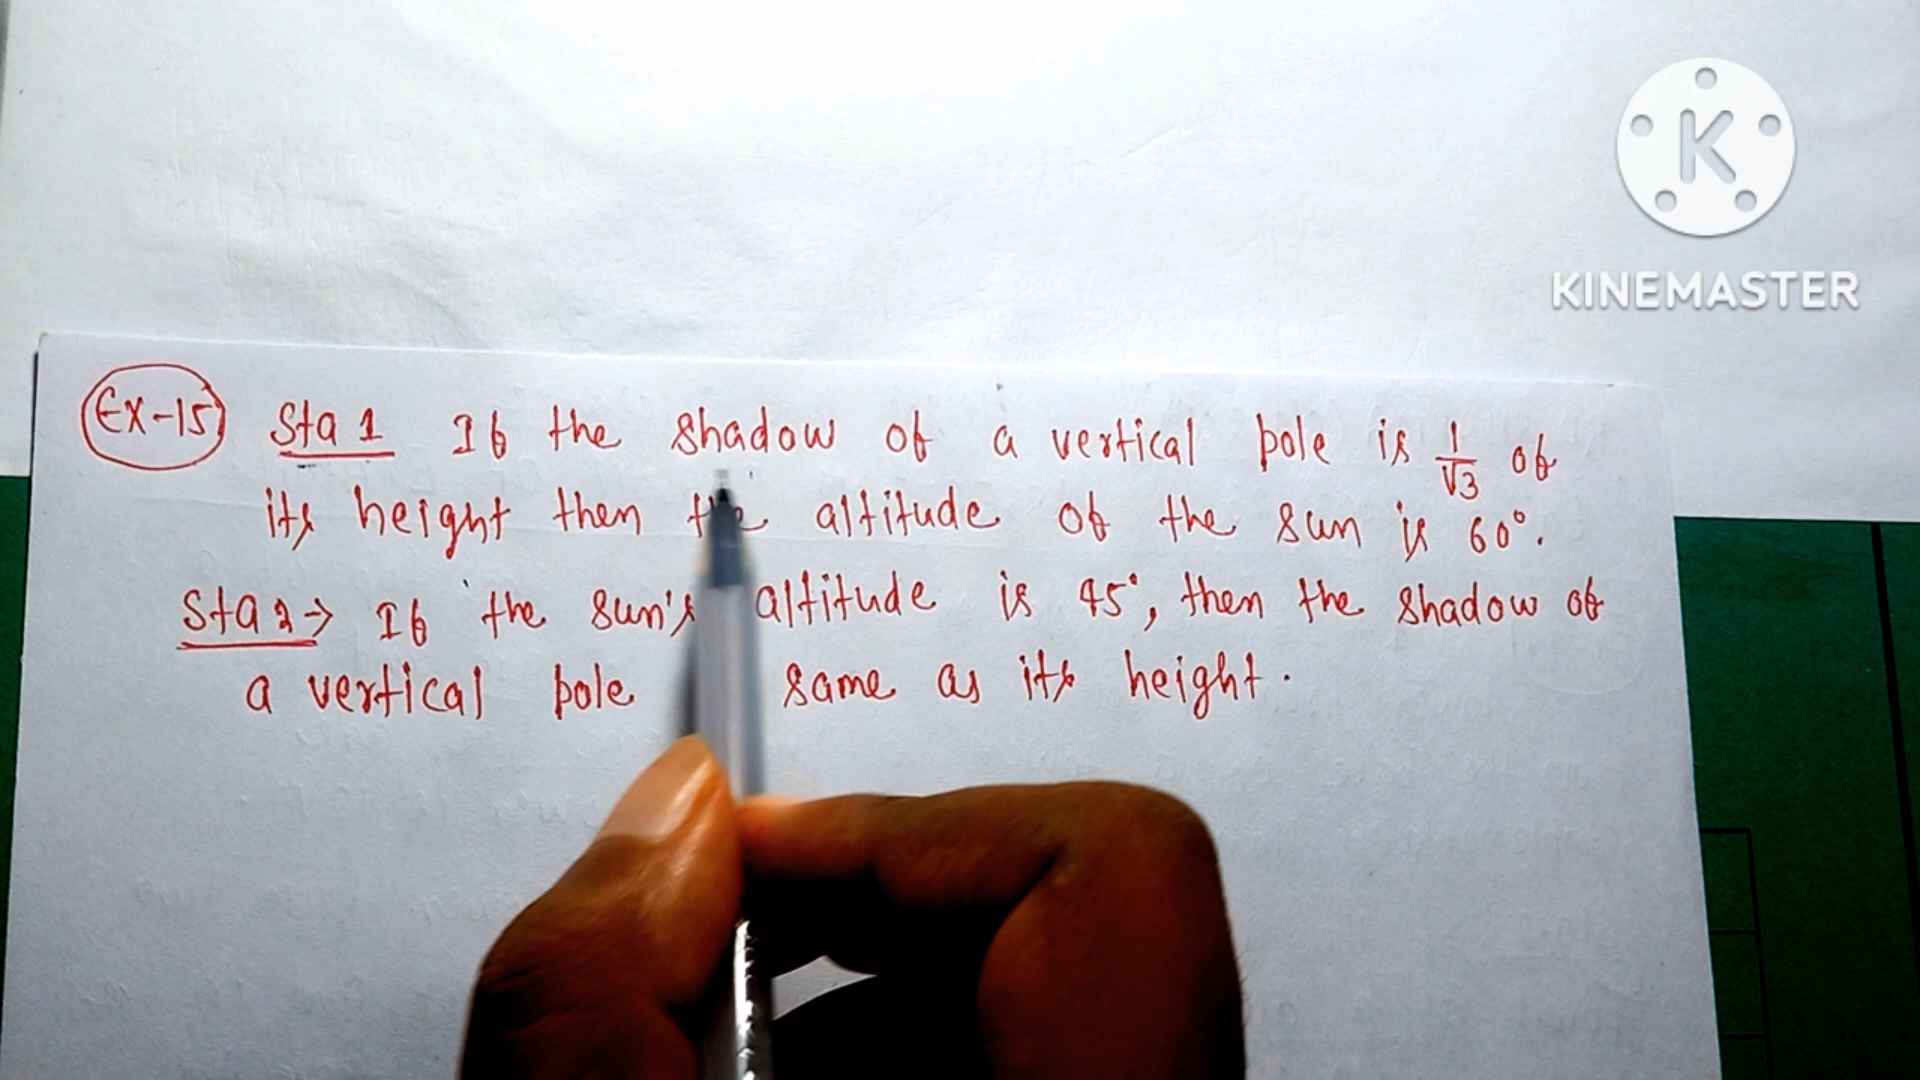 KINEMASTER
Ex-15 Sta 1 If the shadow of a vertical pole is 1/√3 of
its height then the altitude of the sun is 60°.
Sta 2→ If the sun's altitude is 45°, then the shadow of
a vertical pole same as its height.